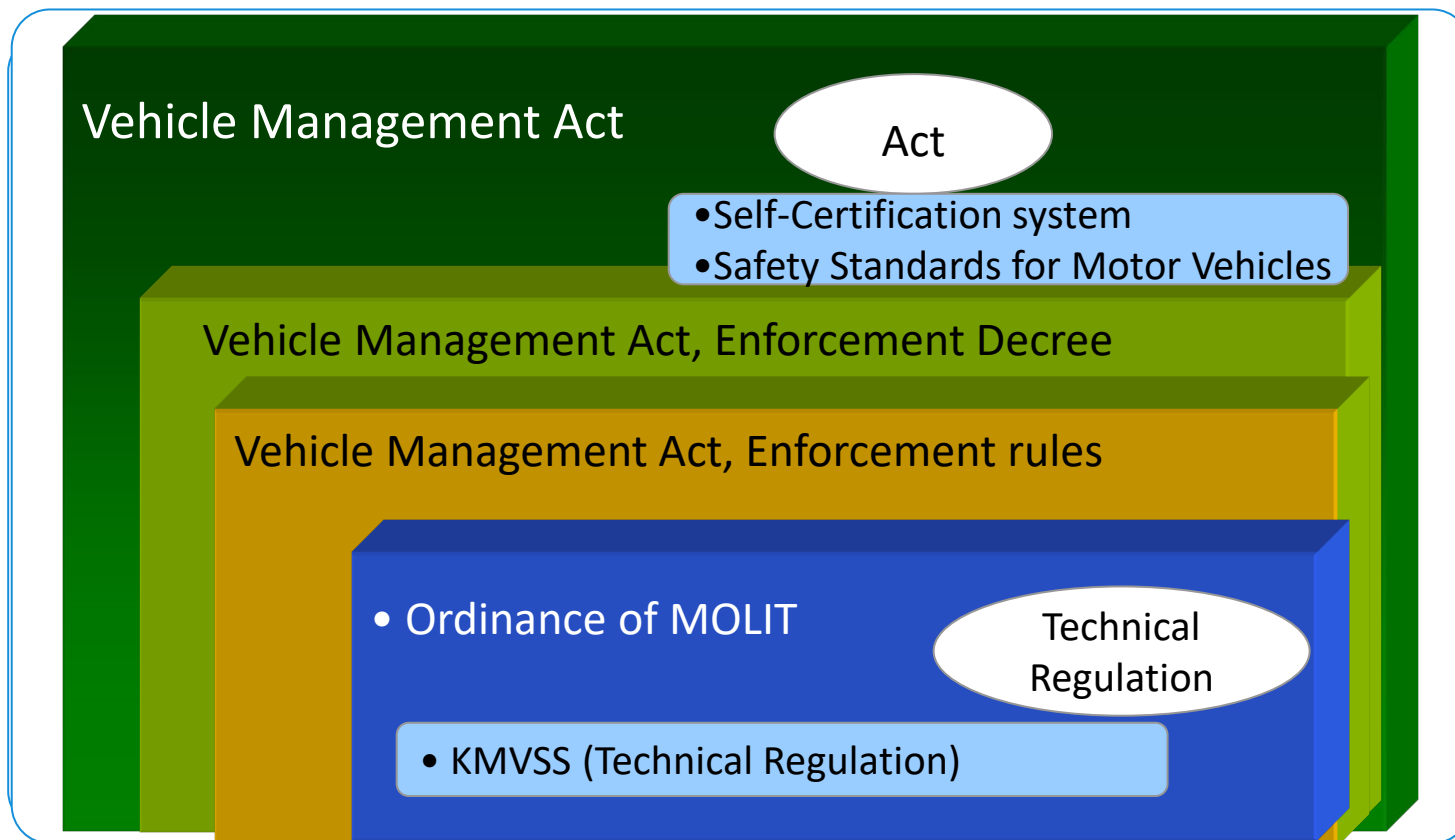 Vehicle Management Act
Act
•Self-Certification system
•Safety Standards for Motor Vehicles
Vehicle Management Act, Enforcement Decree
Vehicle Management Act, Enforcement rules
• Ordinance of MOLIT
Technical
Regulation
• KMVSS (Technical Regulation)